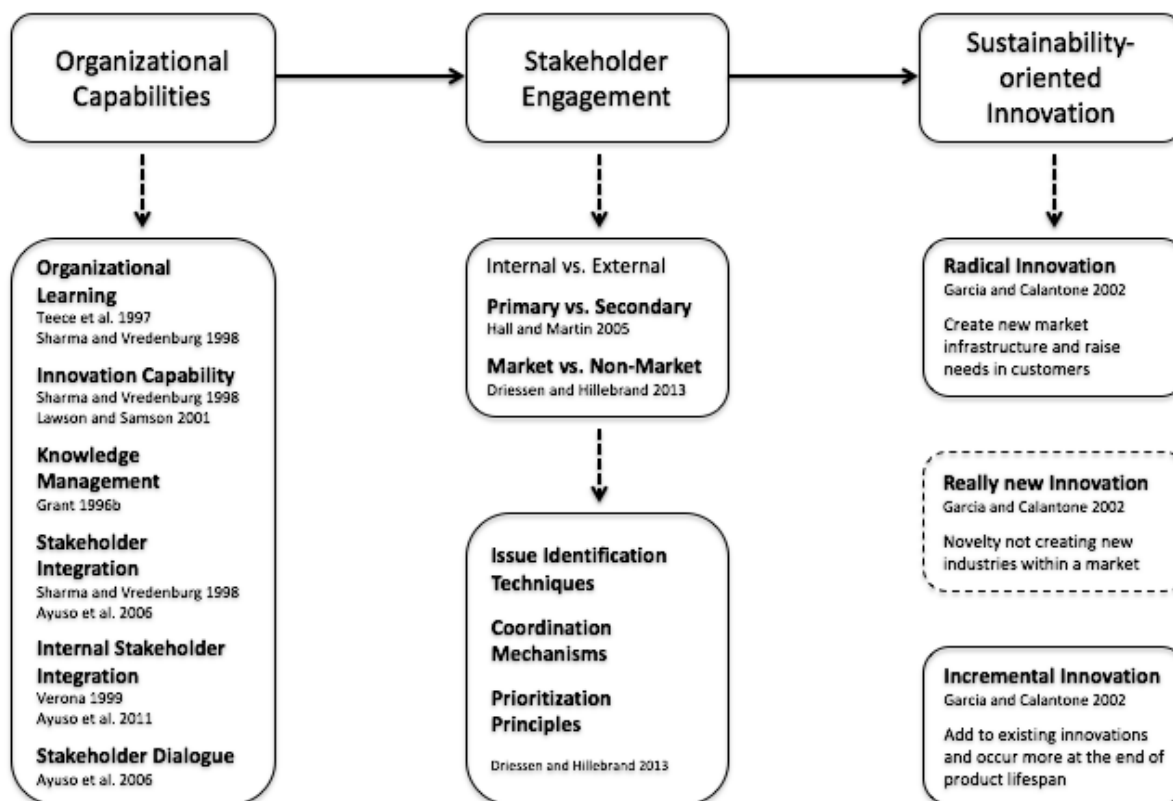 Organizational
Capabilities
Stakeholder
Engagement
Sustainability-
oriented
Innovation
Organizational
Learning
Teece et al. 1997
Sharma and Vredenburg 1998
Innovation Capability
Sharma and Vredenburg 1998
Lawson and Samson 2001
Knowledge
Management
Grant 1996b
Stakeholder
Integration
Sharma and Vredenburg 1998
Ayuso et al. 2006
Internal Stakeholder
Integration
Verona 1999
Ayuso et al. 2011
Stakeholder Dialogue
Ayuso et al. 2006
Internal vs. External
Primary vs. Secondary
Hall and Martin 2005
Market vs. Non-Market
Driessen and Hillebrand 2013
Issue Identification
Techniques
Coordination
Mechanisms
Prioritization
Principles
Driessen and Hillebrand 2013
Radical Innovation
Garcia and Calantone 2002
Create new market
infrastructure and raise
needs in customers
Really new Innovation
Garcia and Calantone 2002
Novelty not creating new
industries within a market
Incremental Innovation
Garcia and Calantone 2002
Add to existing innovations
and occur more at the end of
product lifespan